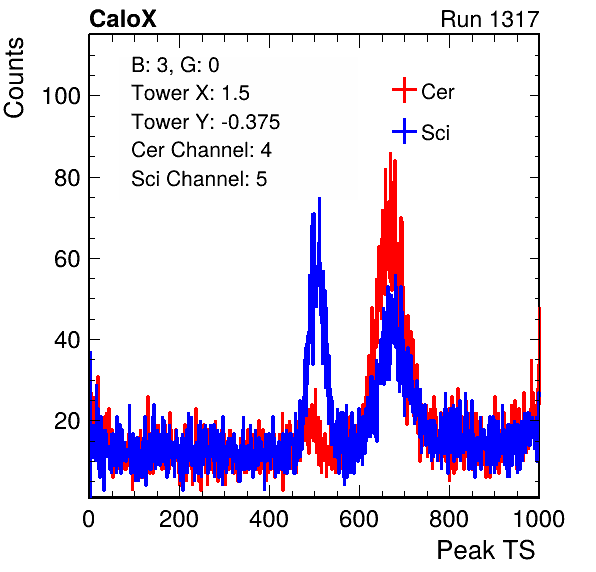 CaloX Run 1317
Counts
B: 3, G: 0
Tower X: 1.5
Tower Y: -0.375
Cer Channel: 4
Sci Channel: 5
Cer
Sci
100
80
60
40
20
0 200 400 600 800 1000
Peak TS